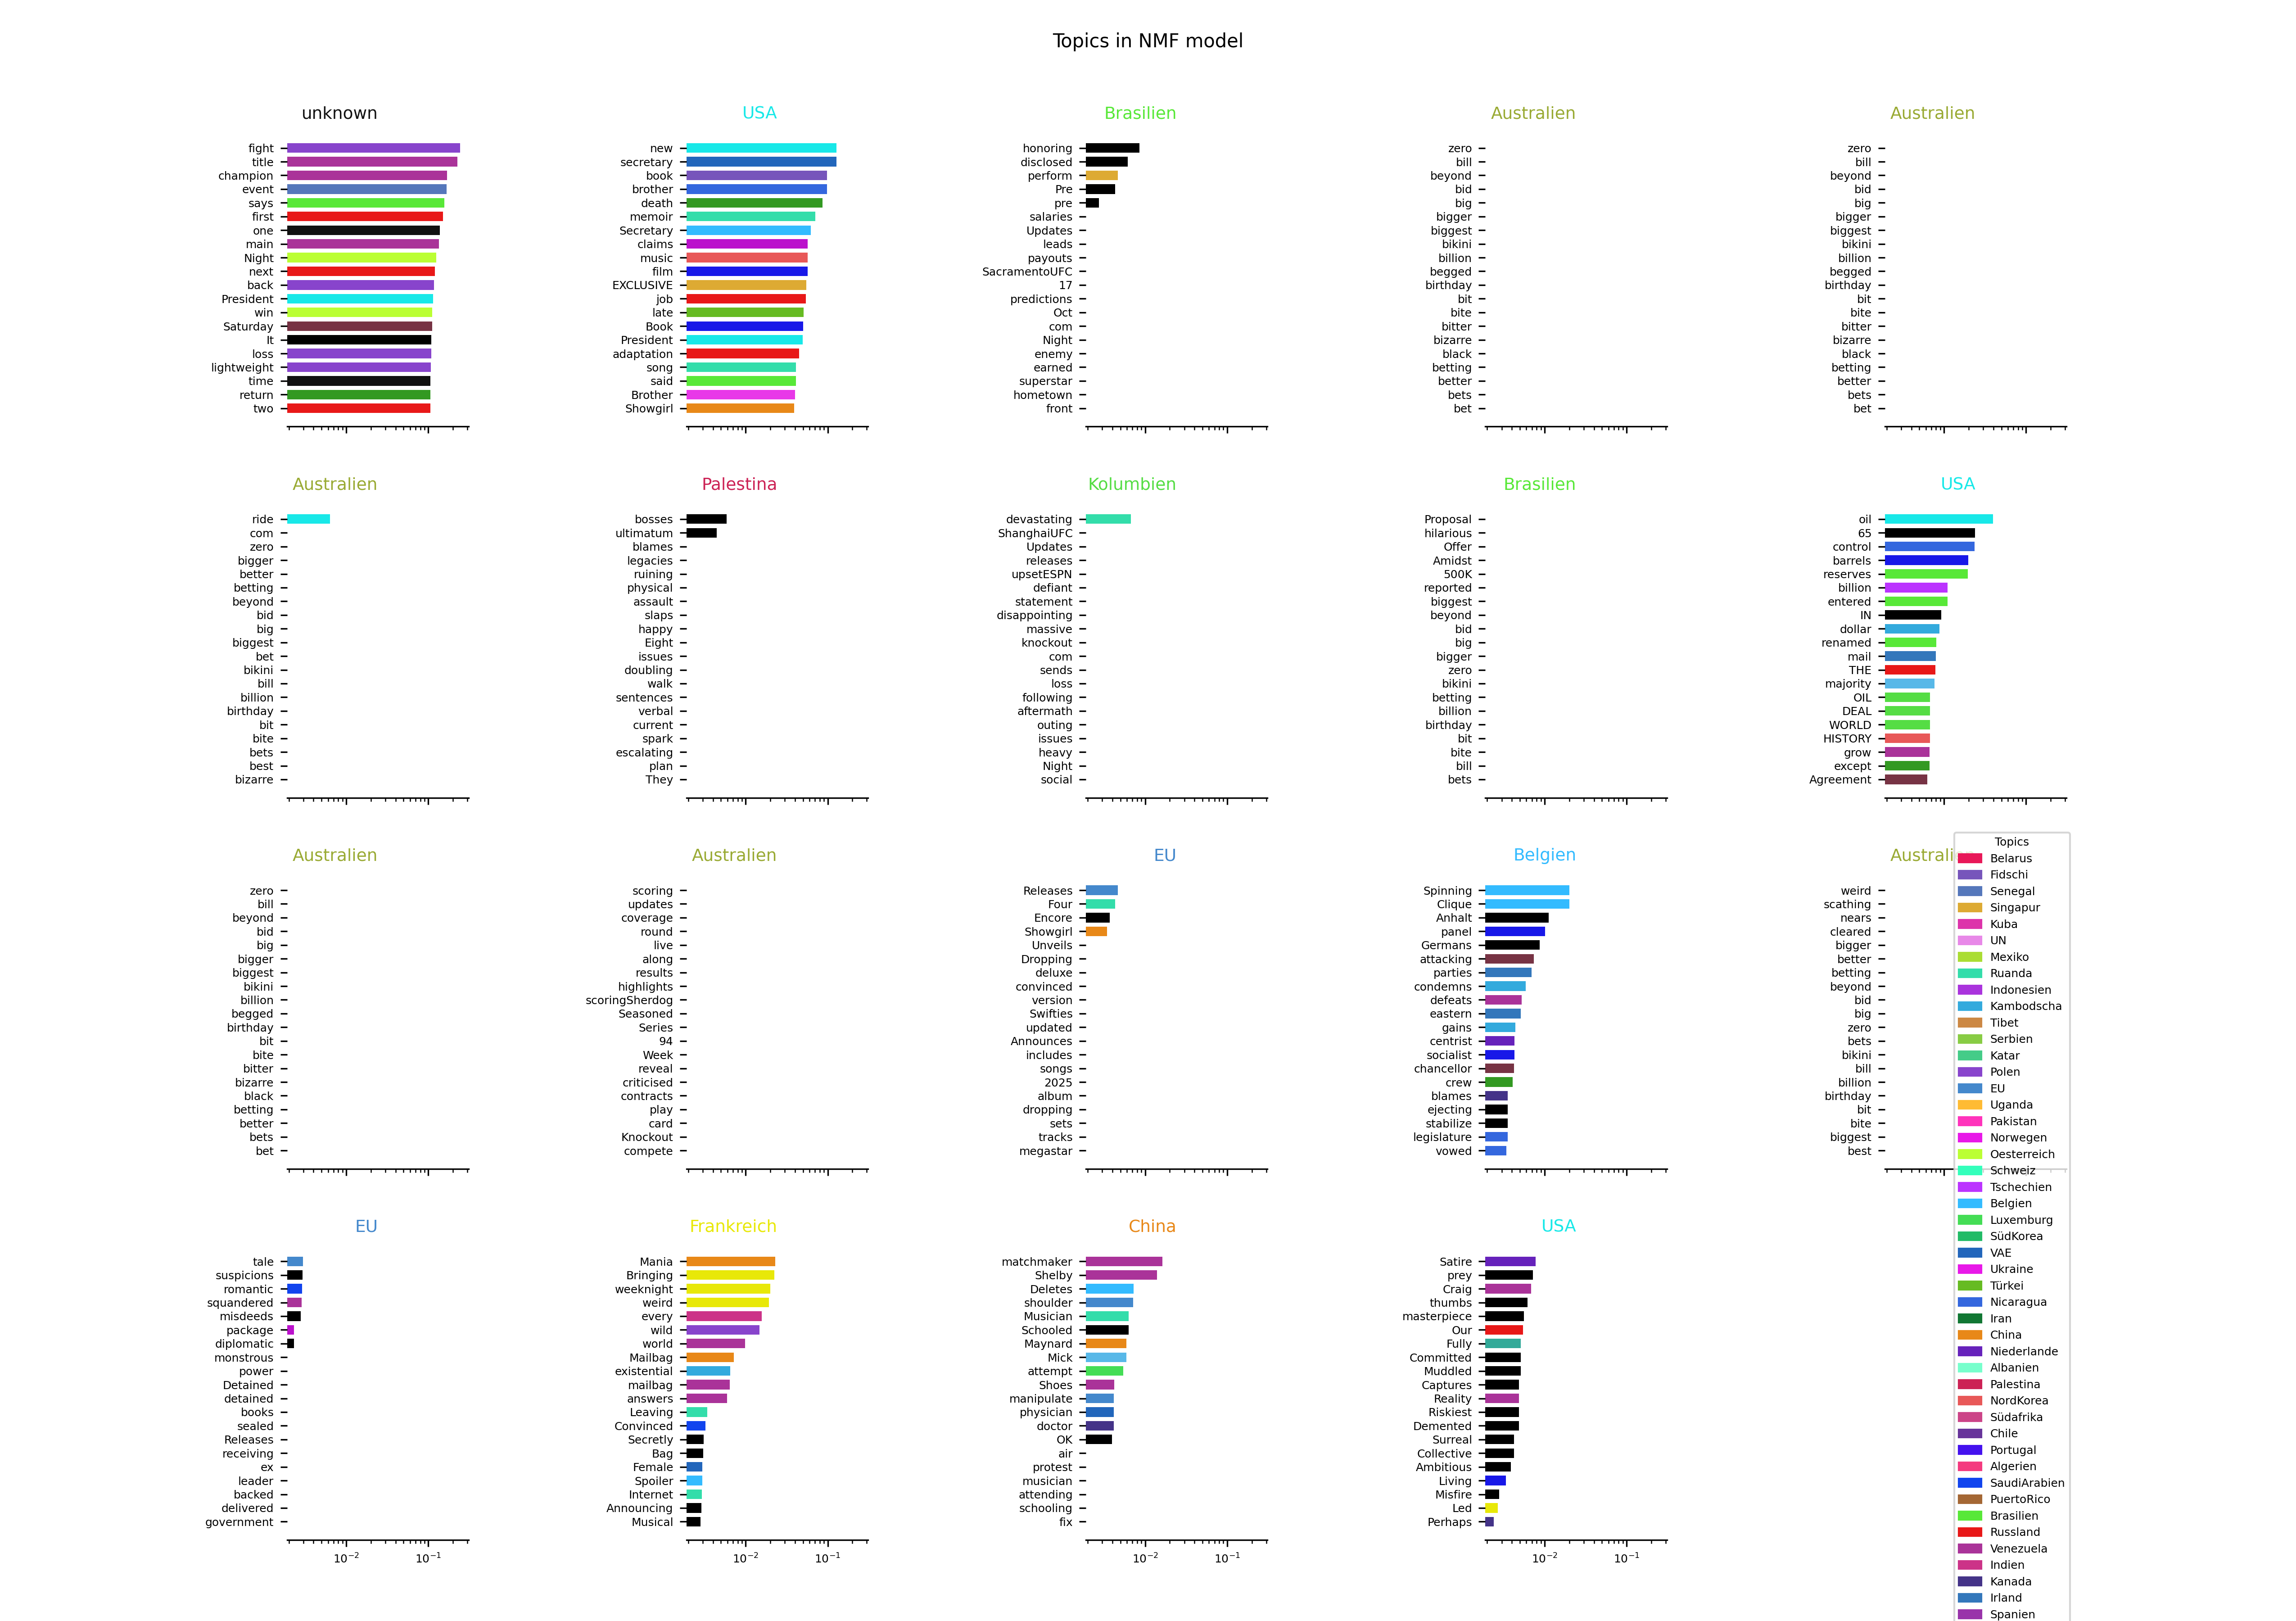 Topics in NMF model
unknown
fight
title
champion
event
says
first
one
main
Night
next
back
President
win
Saturday
It
loss
lightweight
time
return
two
USA
new
secretary
book
brother
death
memoir
Secretary
claims
music
film
EXCLUSIVE
job
late
Book
President
adaptation
song
said
Brother
Showgirl
Brasilien
honoring
disclosed
perform
Pre
pre
salaries
Updates
leads
payouts
SacramentoUFC
17
predictions
Oct
com
Night
enemy
earned
superstar
hometown
front
Australien
zero
bill
beyond
bid
big
bigger
biggest
bikini
billion
begged
birthday
bit
bite
bitter
bizarre
black
betting
better
bets
bet
Australien
zero
bill
beyond
bid
big
bigger
biggest
bikini
billion
begged
birthday
bit
bite
bitter
bizarre
black
betting
better
bets
bet
Australien
ride
com
zero
bigger
better
betting
beyond
bid
big
biggest
bet
bikini
bill
billion
birthday
bit
bite
bets
best
bizarre
Palestina
bosses
ultimatum
blames
legacies
ruining
physical
assault
slaps
happy
Eight
issues
doubling
walk
sentences
verbal
current
spark
escalating
plan
They
Kolumbien
devastating
ShanghaiUFC
Updates
releases
upsetESPN
defiant
statement
disappointing
massive
knockout
com
sends
loss
following
aftermath
outing
issues
heavy
Night
social
Brasilien
Proposal
hilarious
Offer
Amidst
500K
reported
biggest
beyond
bid
big
bigger
zero
bikini
betting
billion
birthday
bit
bite
bill
bets
USA
oil
65
control
barrels
reserves
billion
entered
IN
dollar
renamed
mail
THE
majority
OIL
DEAL
WORLD
HISTORY
grow
except
Agreement
Australien
zero
bill
beyond
bid
big
bigger
biggest
bikini
billion
begged
birthday
bit
bite
bitter
bizarre
black
betting
better
bets
bet
Australien
scoring
updates
coverage
round
live
along
results
highlights
scoringSherdog
Seasoned
Series
94
Week
reveal
criticised
contracts
play
card
Knockout
compete
EU
Releases
Four
Encore
Showgirl
Unveils
Dropping
deluxe
convinced
version
Swifties
updated
Announces
includes
songs
2025
album
dropping
sets
tracks
megastar
Belgien
Spinning
Clique
Anhalt
panel
Germans
attacking
parties
condemns
defeats
eastern
gains
centrist
socialist
chancellor
crew
blames
ejecting
stabilize
legislature
vowed
Australien
weird
scathing
nears
cleared
bigger
better
betting
beyond
bid
big
zero
bets
bikini
bill
billion
birthday
bit
bite
biggest
best
EU
tale
suspicions
romantic
squandered
misdeeds
package
diplomatic
monstrous
power
Detained
detained
books
sealed
Releases
receiving
ex
leader
backed
delivered
government
10⁻² 10⁻¹
Frankreich
Mania
Bringing
weeknight
weird
every
wild
world
Mailbag
existential
mailbag
answers
Leaving
Convinced
Secretly
Bag
Female
Spoiler
Internet
Announcing
Musical
10⁻² 10⁻¹
China
matchmaker
Shelby
Deletes
shoulder
Musician
Schooled
Maynard
Mick
attempt
Shoes
manipulate
physician
doctor
OK
air
protest
musician
attending
schooling
fix
10⁻² 10⁻¹
USA
Satire
prey
Craig
thumbs
masterpiece
Our
Fully
Committed
Muddled
Captures
Reality
Riskiest
Demented
Surreal
Collective
Ambitious
Living
Misfire
Led
Perhaps
10⁻² 10⁻¹
Topics
Belarus
Fidschi
Senegal
Singapur
Kuba
UN
Mexiko
Ruanda
Indonesien
Kambodscha
Tibet
Serbien
Katar
Polen
EU
Uganda
Pakistan
Norwegen
Oesterreich
Schweiz
Tschechien
Belgien
Luxemburg
SüdKorea
VAE
Ukraine
Türkei
Nicaragua
Iran
China
Niederlande
Albanien
Palestina
NordKorea
Südafrika
Chile
Portugal
Algerien
SaudiArabien
PuertoRico
Brasilien
Russland
Venezuela
Indien
Kanada
Irland
Spanien